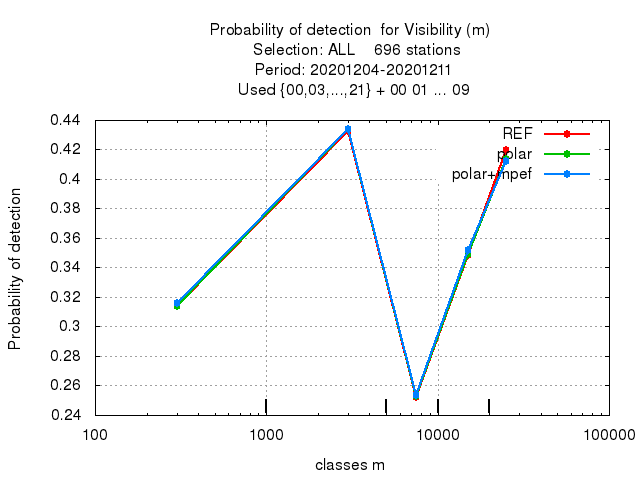 Probability of detection  for Visibility (m)
Selection: ALL    696 stations
Period: 20201204-20201211
Used {00,03,...,21} + 00 01 ... 09
REF
polar
polar+mpef
Probability of detection
0.44
0.42
0.4
0.38
0.36
0.34
0.32
0.3
0.28
0.26
0.24
100 1000 10000 100000
classes m